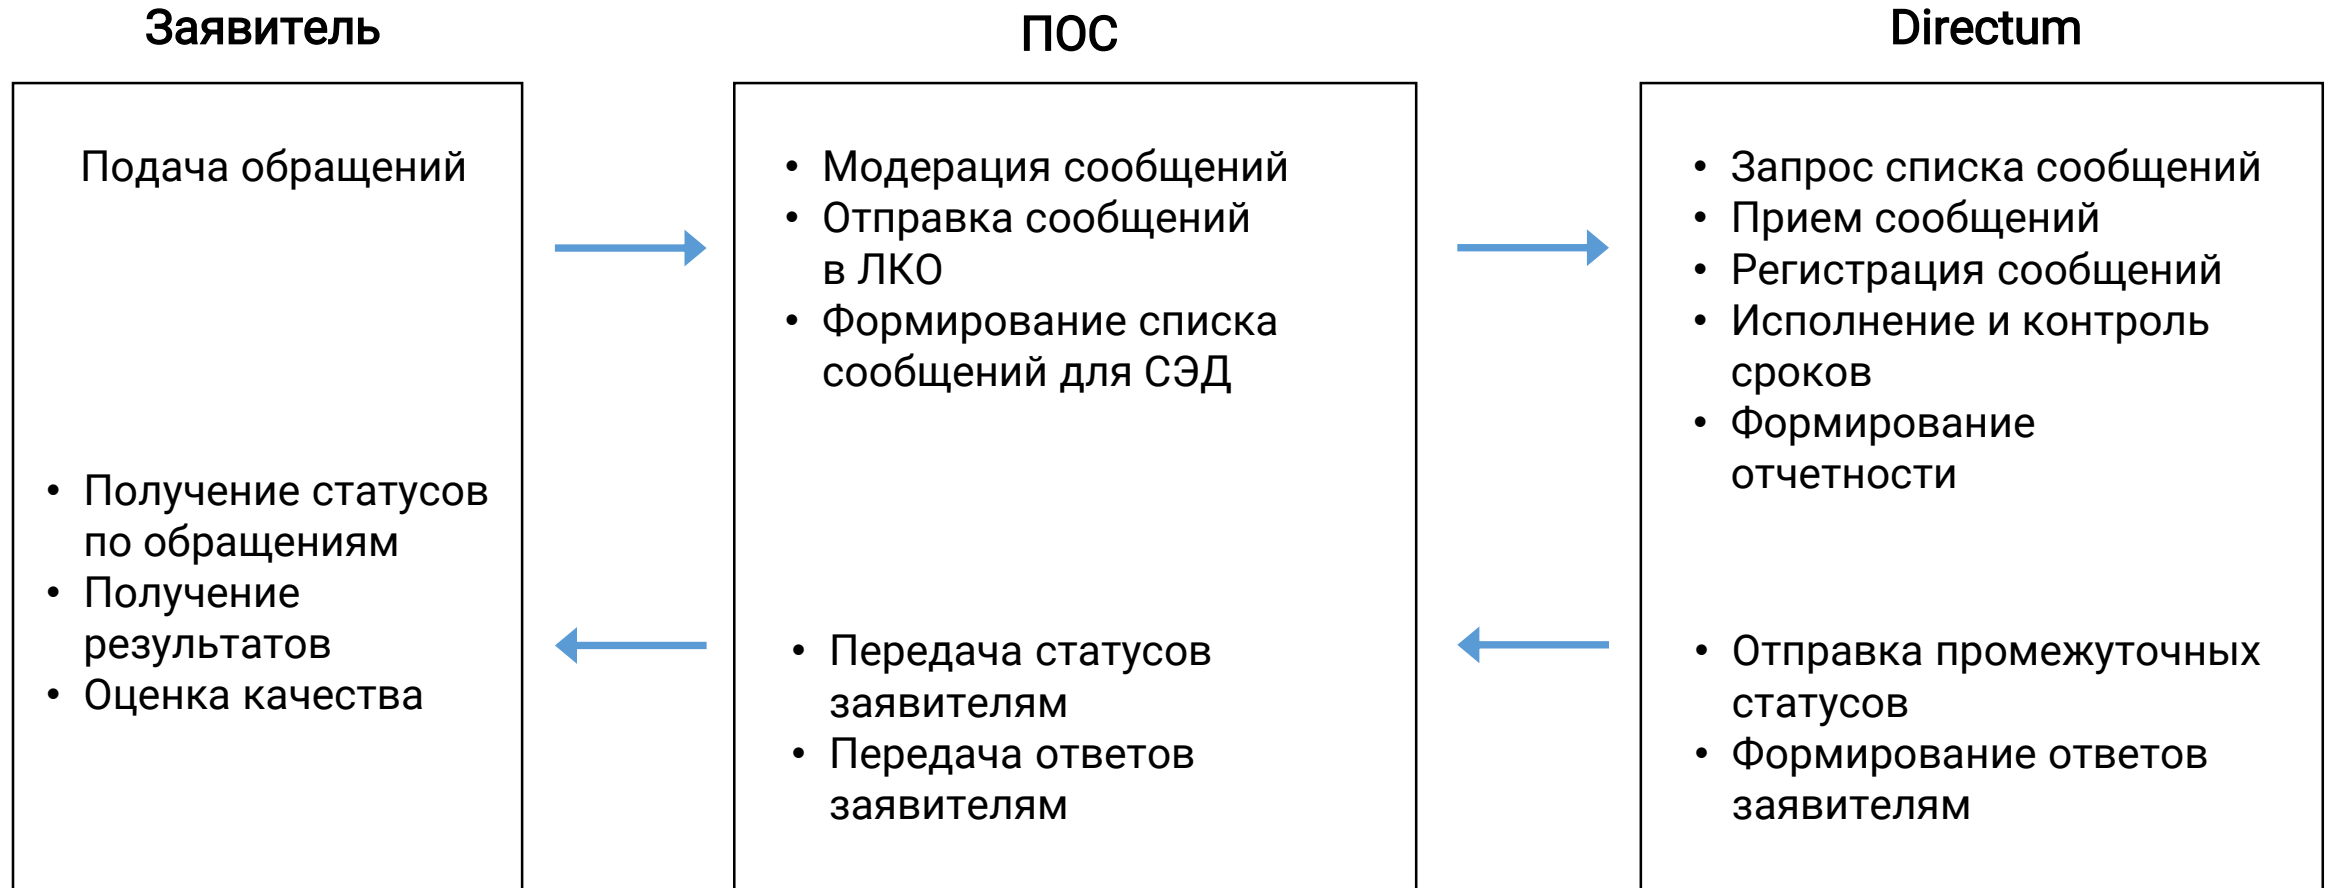 Заявитель
Подача обращений
• Получение статусов
по обращениям
• Получение
результатов
• Оценка качества
ПОС
• Модерация сообщений
• Отправка сообщений
в ЛКО
• Формирование списка
сообщений для СЭД
• Передача статусов
заявителям
• Передача ответов
заявителям
Directum
• Запрос списка сообщений
• Прием сообщений
• Регистрация сообщений
• Исполнение и контроль
сроков
• Формирование
отчетности
• Отправка промежуточных
статусов
• Формирование ответов
заявителям